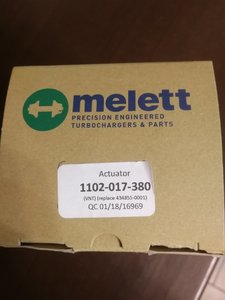 melett
PRECISION ENGINEERED
TURBOCHARGERS & PARTS
Actuator
1102-017-380
(VNT) (replace 434855-0001)
QC 01/18/16969